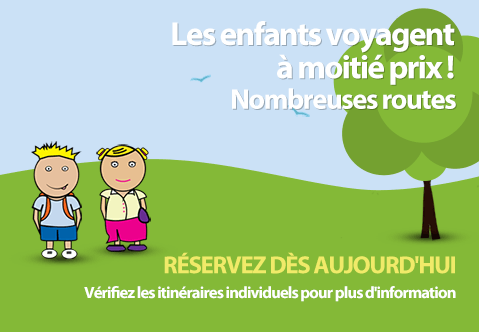 Les enfants voyagent
à moitié prix !
Nombreuses routes
RÉSERVEZ DÈS AUJOURD'HUI
Vérifiez les itinéraires individuels pour plus d'information